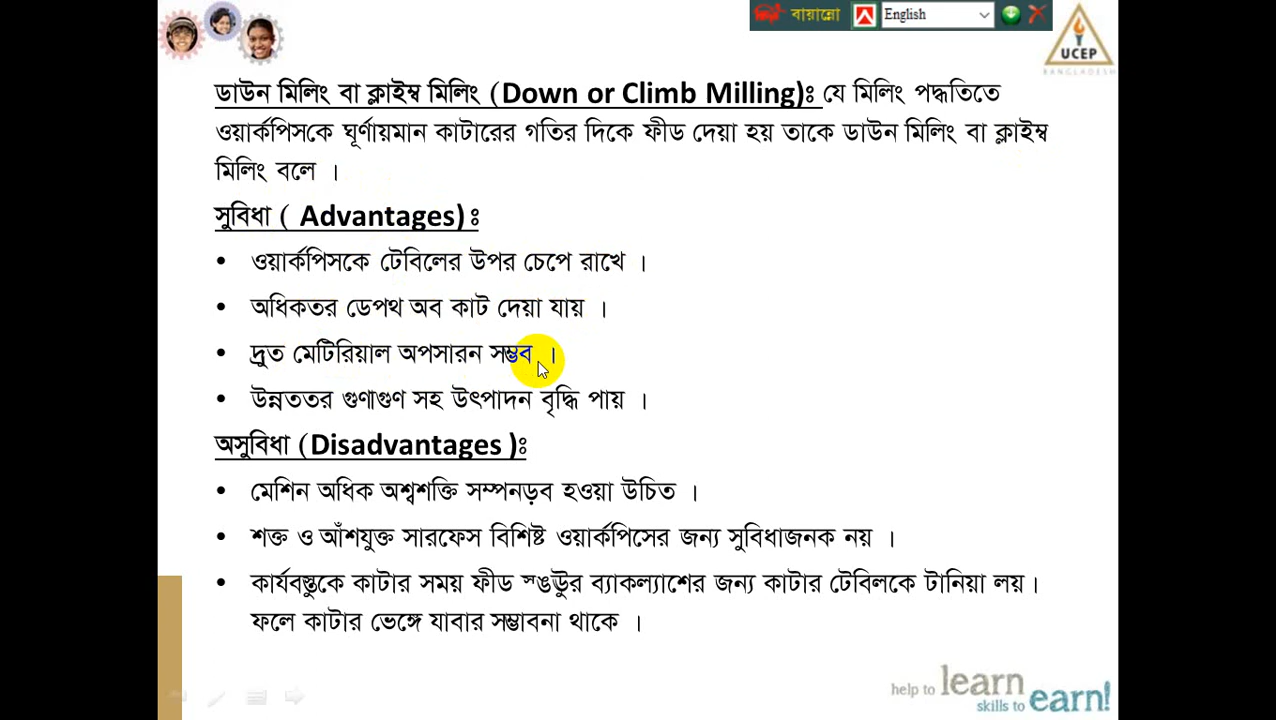 বায়ান্নো English
UCEP
BANGLADESH
ডাউন মিলিং বা ক্লাইম্ব মিলিং (Down or Climb Milling)ঃ যে মিলিং পদ্ধতিতে
ওয়ার্কপিসকে ঘূর্ণায়মান কাটারের গতির দিকে ফীড দেয়া হয় তাকে ডাউন মিলিং বা ক্লাইম্ব
মিলিং বলে ।
সুবিধা ( Advantages) ঃ
• ওয়ার্কপিসকে টেবিলের উপর চেপে রাখে ।
• অধিকতর ডেপথ অব কাট দেয়া যায় ।
• দ্রুত মেটিরিয়াল অপসারন সম্ভব ।
• উন্নততর গুণাগুণ সহ উৎপাদন বৃদ্ধি পায় ।
অসুবিধা (Disadvantages )ঃ
• মেশিন অধিক অশ্বশক্তি সম্পনড়ব হওয়া উচিত ।
• শক্ত ও আঁশযুক্ত সারফেস বিশিষ্ট ওয়ার্কপিসের জন্য সুবিধাজনক নয় ।
• কার্যবস্তুকে কাটার সময় ফীড ব্যাকল্যাশের জন্য কাটার টেবিলকে টানিয়া লয়।
ফলে কাটার ভেঙ্গে যাবার সম্ভাবনা থাকে ।
help to learn
skills to earn!